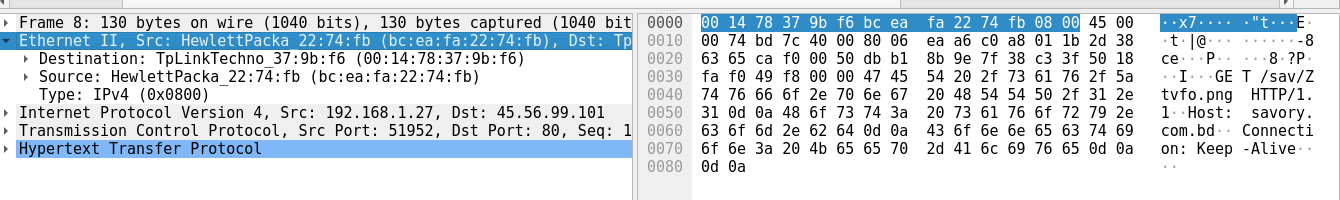 Frame 8: 130 bytes on wire (1040 bits), 130 bytes captured (1040 bit
Ethernet II, Src: HewlettPacka_22:74:fb (bc:ea:fa:22:74:fb), Dst: Tp
Destination: TpLinkTechno_37:9b:f6 (00:14:78:37:9b:f6)
Source: HewlettPacka_22:74:fb (bc:ea:fa:22:74:fb)
Type: IPv4 (0x0800)
Internet Protocol Version 4, Src: 192.168.1.27, Dst: 45.56.99.101
Transmission Control Protocol, Src Port: 51952, Dst Port: 80, Seq: 1
Hypertext Transfer Protocol
0000 00 14 78 37 9b f6 bc ea fa 22 74 fb 08 00 45 00 ··x7···· ·"t···E·
0010 00 74 bd 7c 40 00 80 06 ea a6 c0 a8 01 1b 2d 38 ·t·|@··· ······-8
0020 63 65 ca f0 00 50 db b1 8b 9e 7f 38 c3 3f 50 18 ce···P·· ···8·?P·
0030 fa f0 49 f8 00 00 47 45 54 20 2f 73 61 76 2f 5a ··I···GE T /sav/Z
0040 74 76 66 6f 2e 70 6e 67 20 48 54 54 50 2f 31 2e tvfo.png HTTP/1.
0050 31 0d 0a 48 6f 73 74 3a 20 73 61 76 6f 72 79 2e 1··Host: savory.
0060 63 6f 6d 2e 62 64 0d 0a 43 6f 6e 6e 65 63 74 69 com.bd·· Connecti
0070 6f 6e 3a 20 4b 65 65 70 2d 41 6c 69 76 65 0d 0a on: Keep -Alive··
0080 0d 0a ··